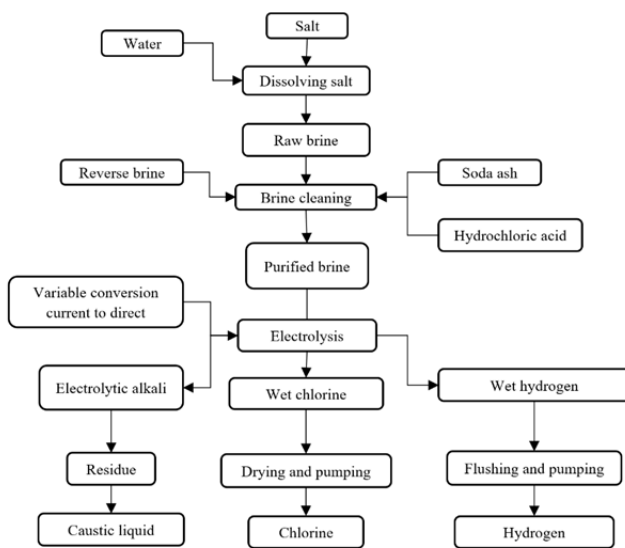 Salt
Water
Dissolving salt
Raw brine
Reverse brine
Soda ash
Brine cleaning
Hydrochloric acid
Purified brine
Variable conversion
current to direct
Electrolysis
Electrolytic alkali
Wet chlorine
Wet hydrogen
Residue
Drying and pumping
Flushing and pumping
Caustic liquid
Chlorine
Hydrogen